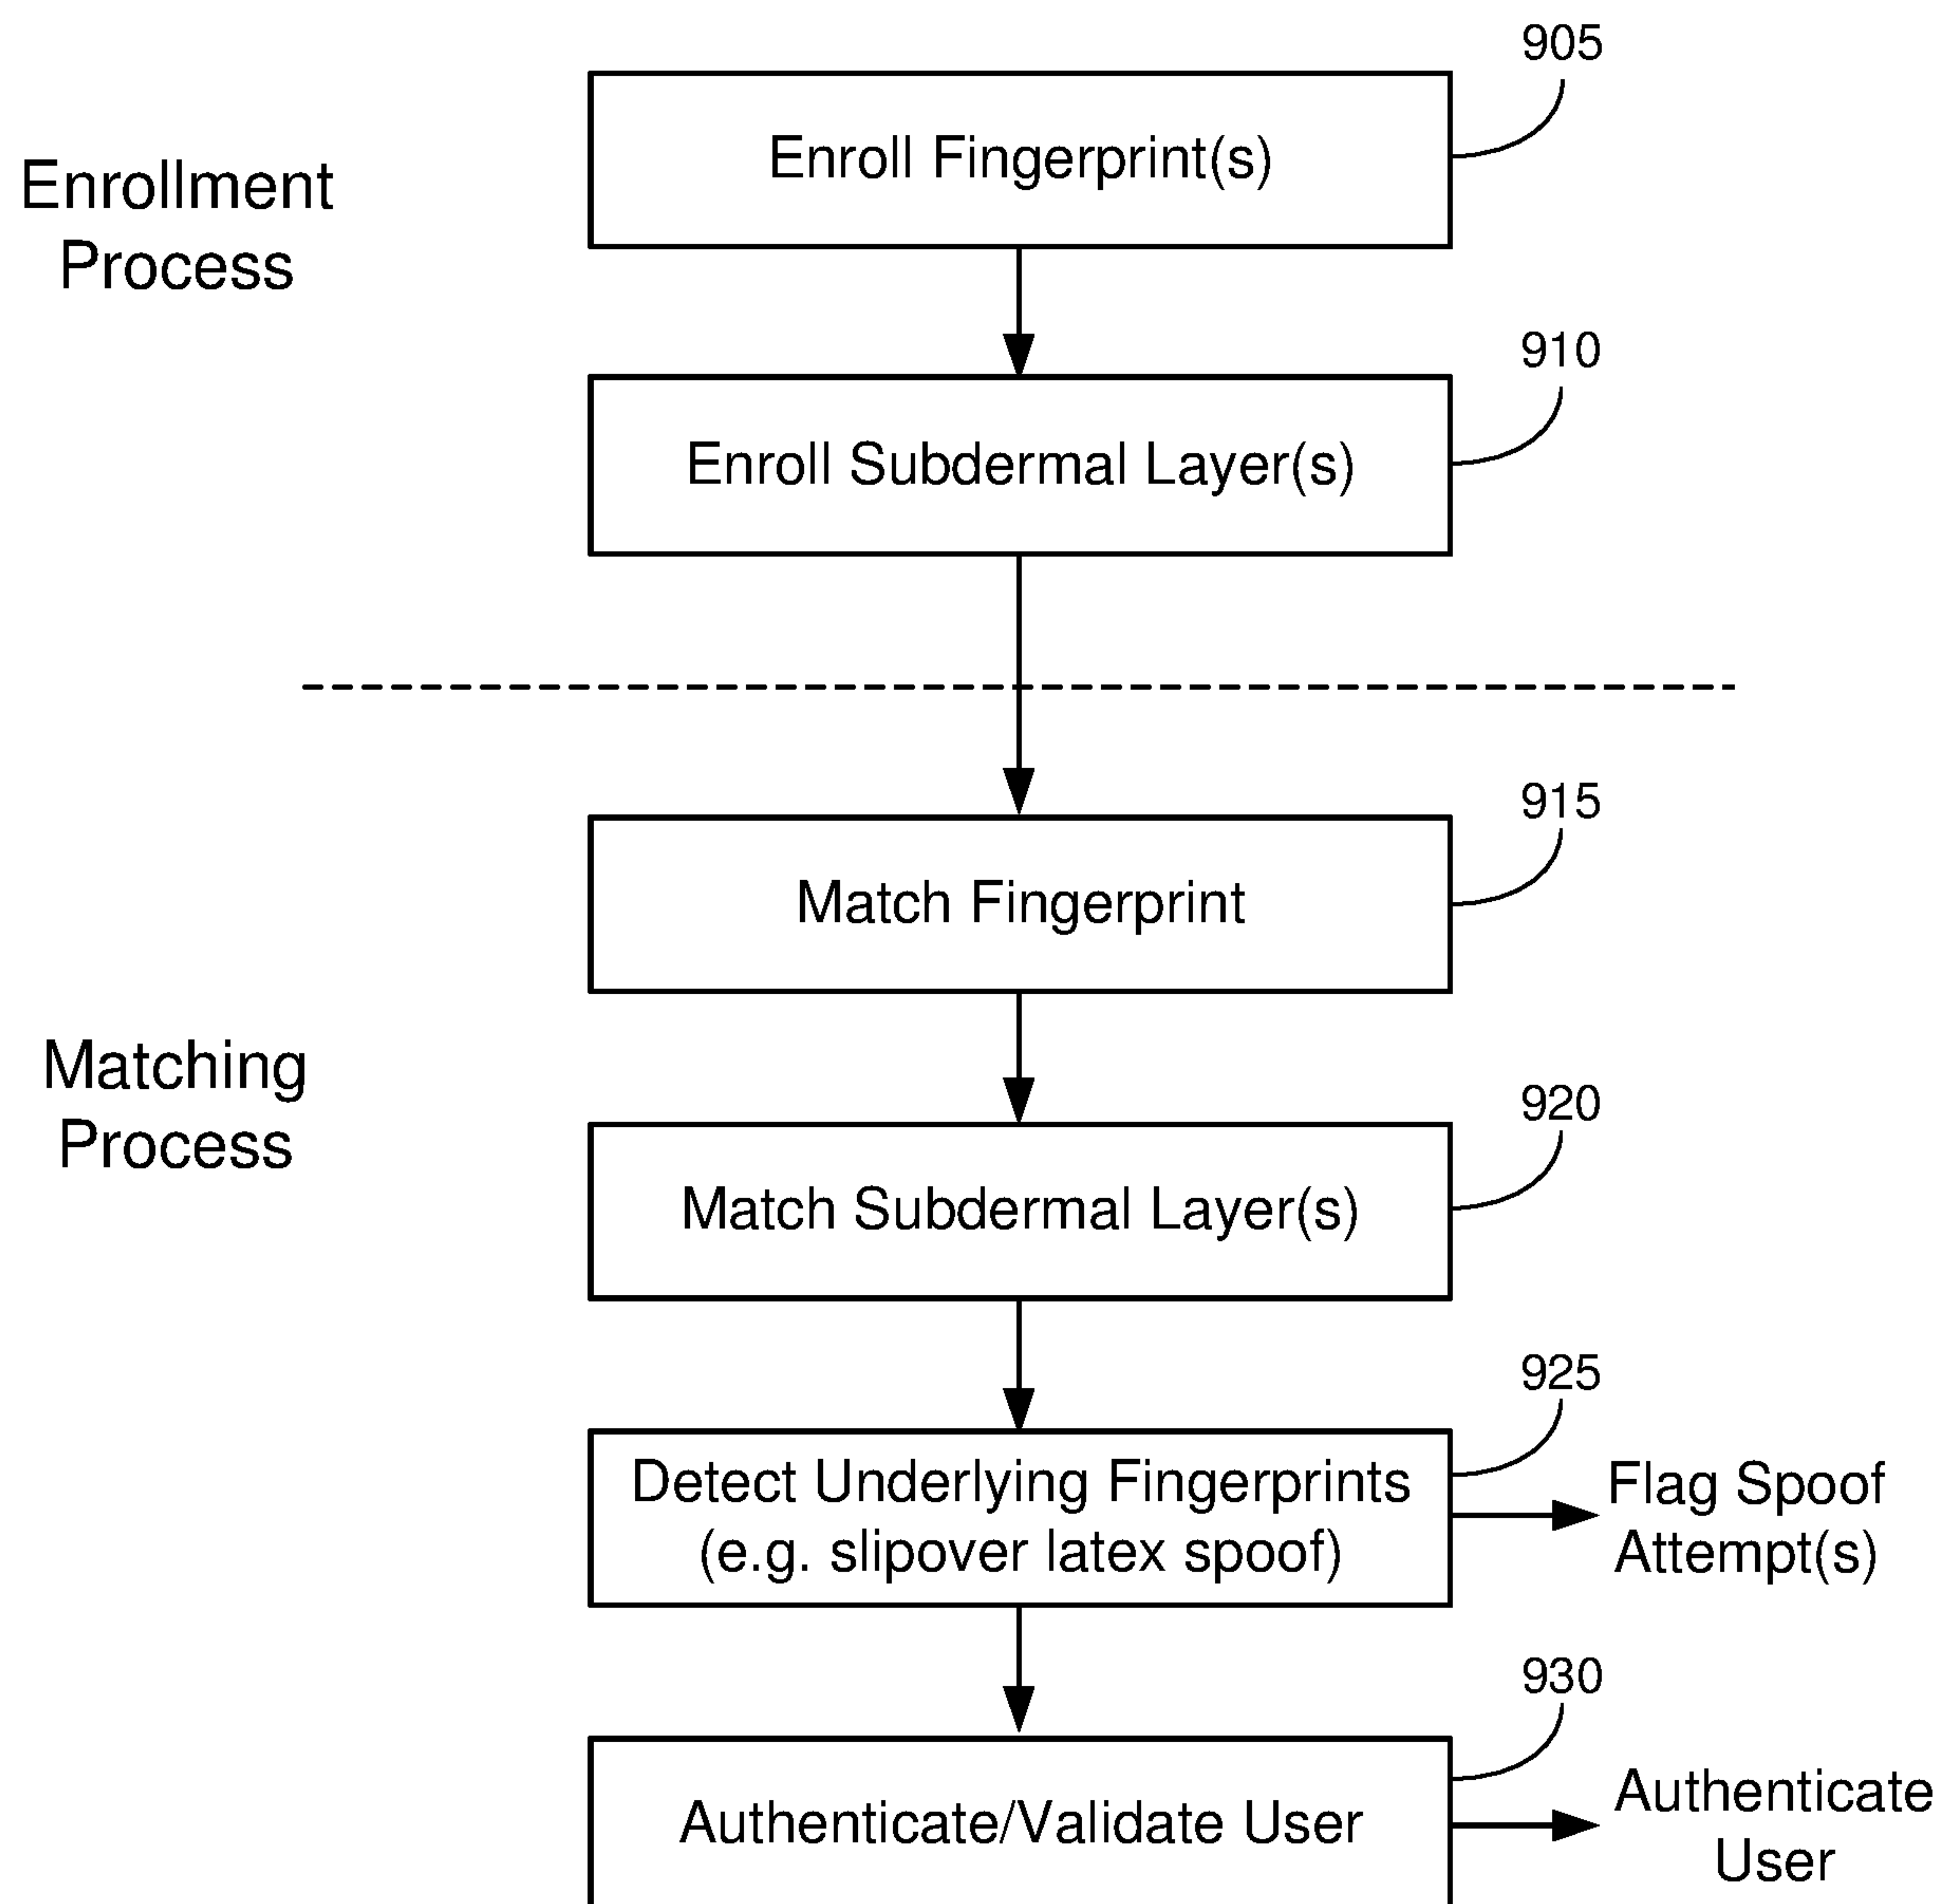 905
Enroll Fingerprint(s)
Enrollment
Process
910
Enroll Subdermal Layer(s)
915
Match Fingerprint
Matching
Process
920
Match Subdermal Layer(s)
925
Detect Underlying Fingerprints
(e.g. slipover latex spoof)
Flag Spoof
Attempt(s)
930
Authenticate/Validate User
Authenticate
User